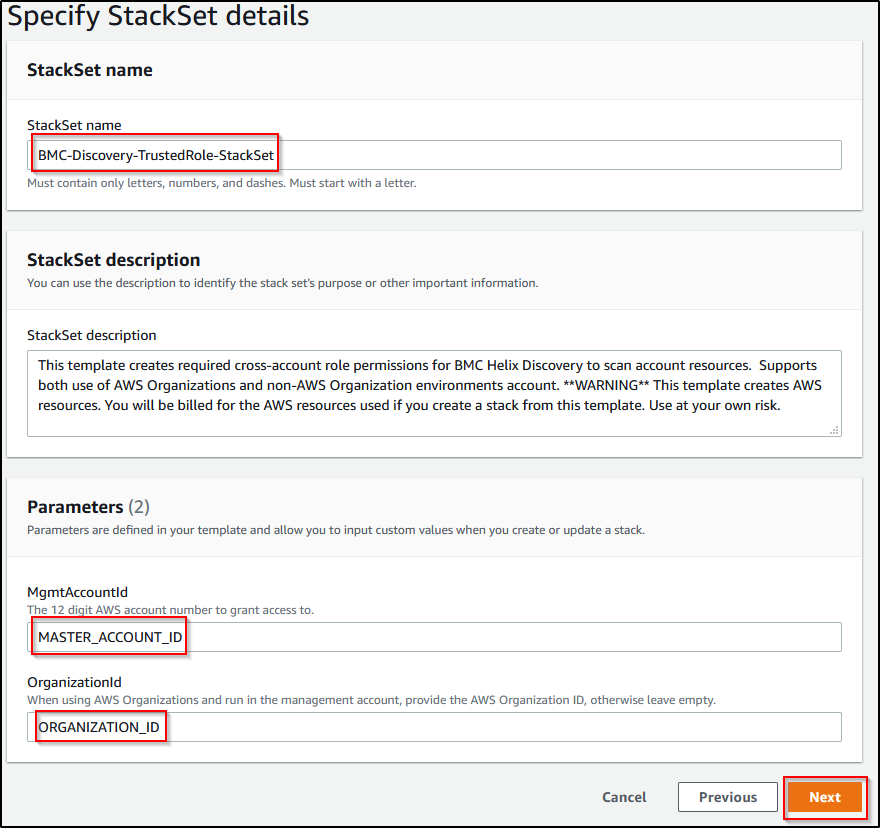 Specify StackSet details
StackSet name
StackSet name
BMC-Discovery-TrustedRole-StackSet
Must contain only letters, numbers, and dashes. Must start with a letter.
StackSet description
You can use the description to identify the stack set's purpose or other important information.
StackSet description
This template creates required cross-account role permissions for BMC Helix Discovery to scan account resources.  Supports
both use of AWS Organizations and non-AWS Organization environments account. **WARNING** This template creates AWS
resources. You will be billed for the AWS resources used if you create a stack from this template. Use at your own risk.
Parameters (2)
Parameters are defined in your template and allow you to input custom values when you create or update a stack.
MgmtAccountId
The 12 digit AWS account number to grant access to.
MASTER_ACCOUNT_ID
OrganizationId
When using AWS Organizations and run in the management account, provide the AWS Organization ID, otherwise leave empty.
ORGANIZATION_ID
Cancel Previous Next